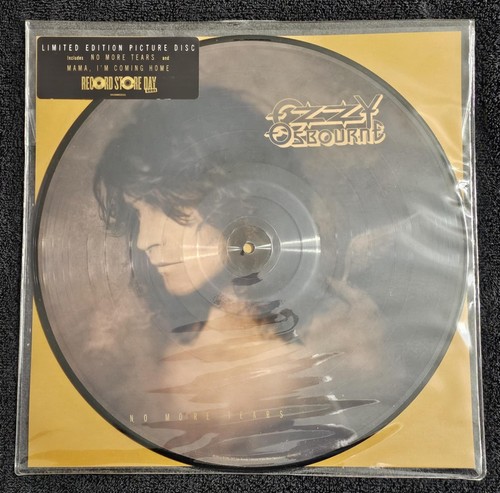 LIMITED EDITION PICTURE DISC
includes NO MORE TEARS and
MAMA, I'M COMING HOME
RECORD STORE DAY
OZZY
OSBOURNE
NO MORE TEARS